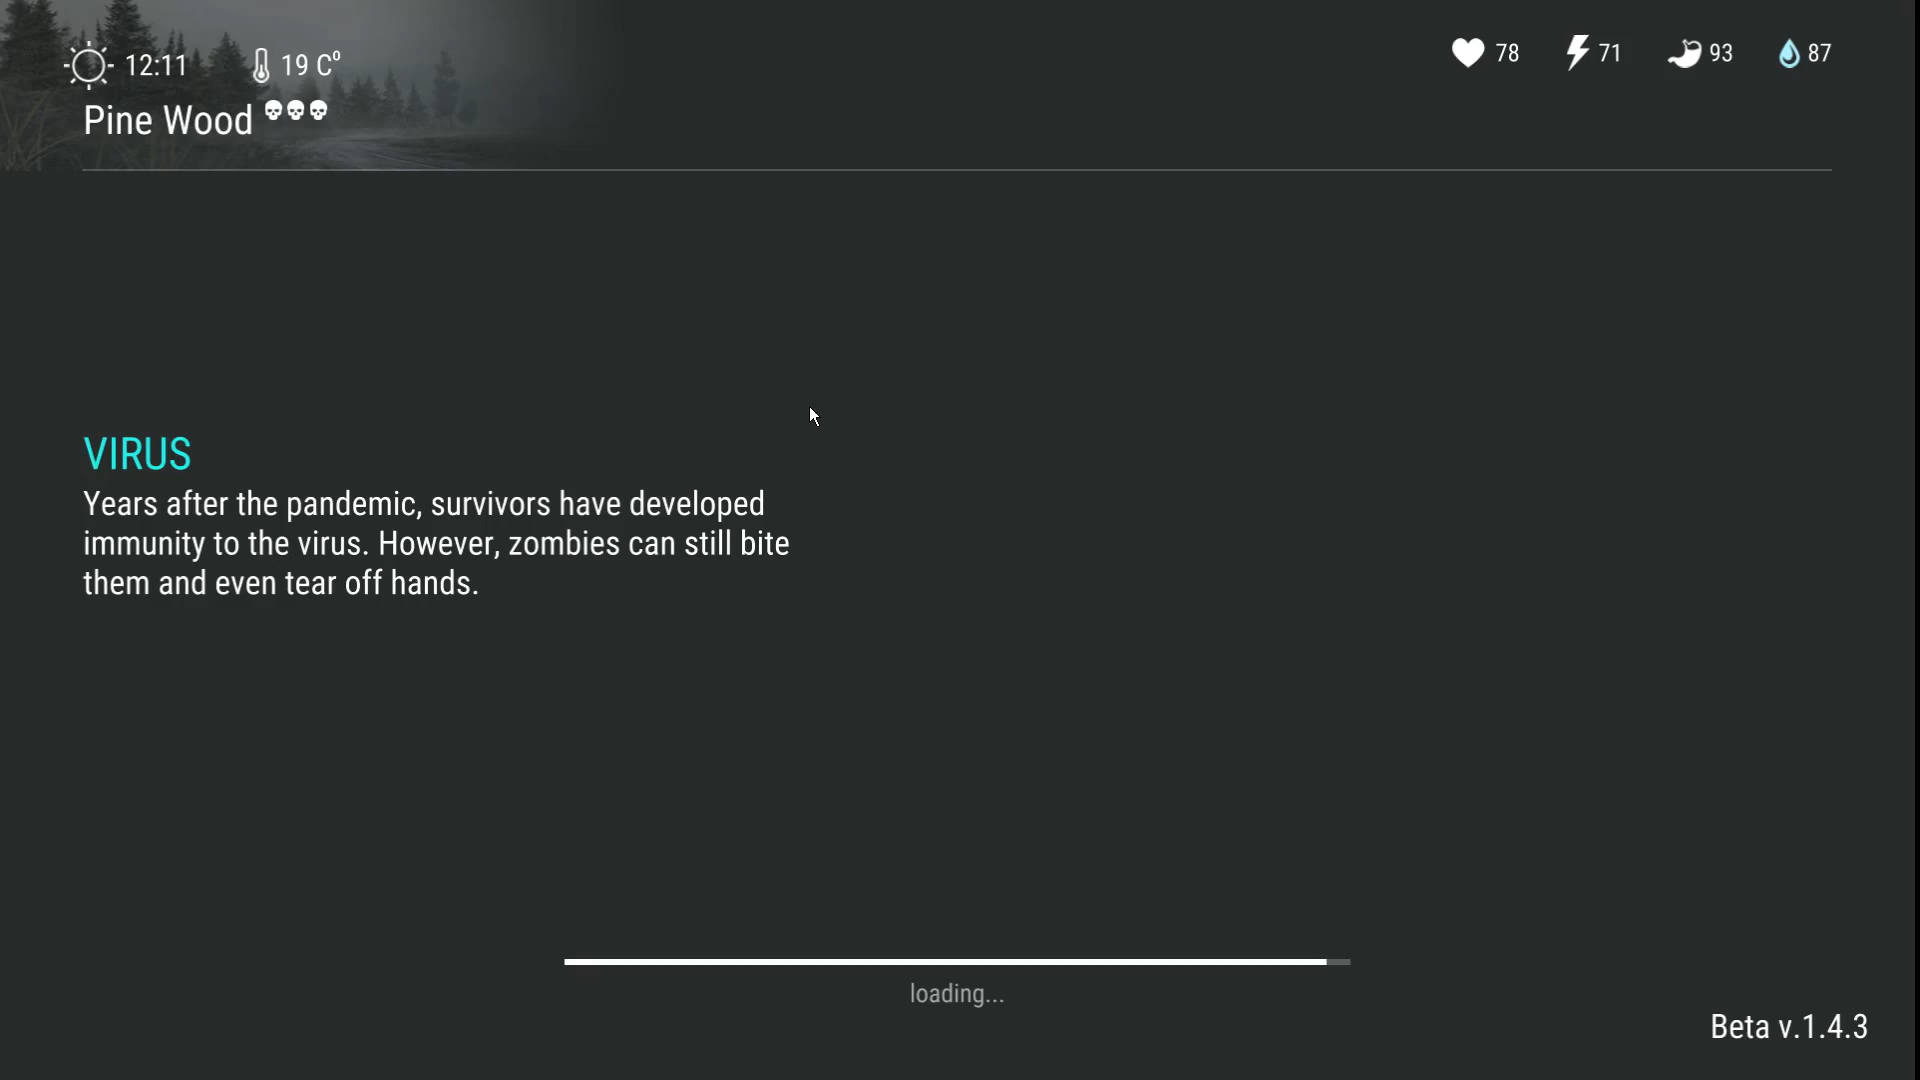 12:11 19 C⁰
78 71 93 87
Pine Wood
VIRUS
Years after the pandemic, survivors have developed
immunity to the virus. However, zombies can still bite
them and even tear off hands.
loading...
Beta v.1.4.3